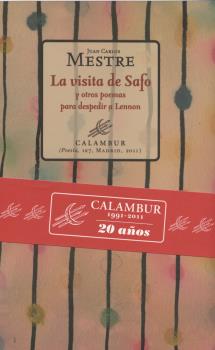 JUAN CARLOS
MESTRE
La visita de Safo
y otros poemas
para despedir a Lennon
CALAMBUR
(Poesía, 127, MADRID, 2011)
CALAMBUR
1991-2011
20 años